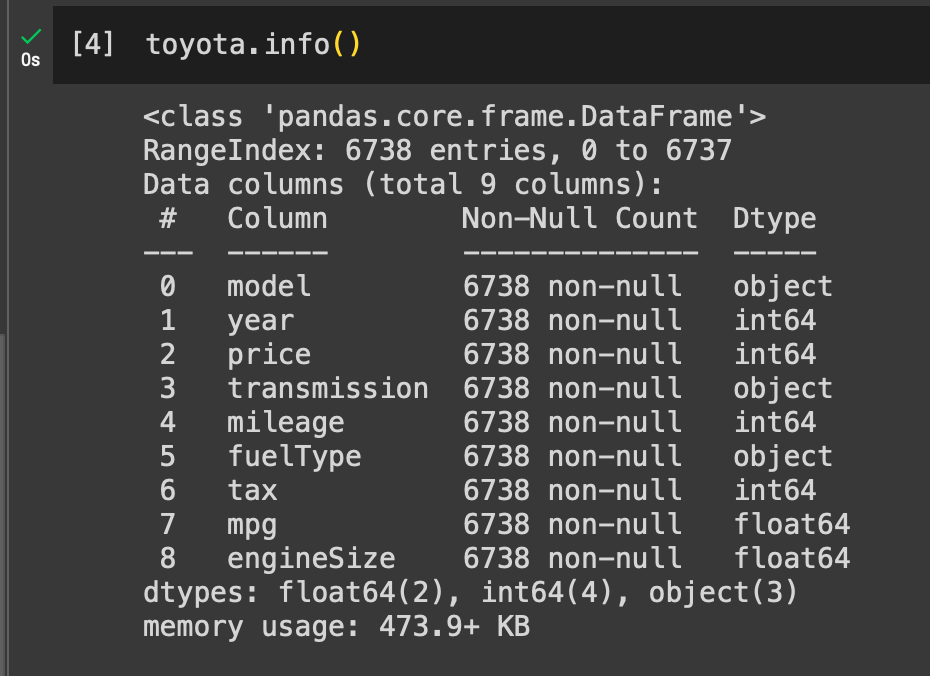 [4] toyota.info()
0s
<class 'pandas.core.frame.DataFrame'>
RangeIndex: 6738 entries, 0 to 6737
Data columns (total 9 columns):
 #   Column        Non-Null Count  Dtype
---  ------        --------------  -----
 0   model         6738 non-null   object
 1   year          6738 non-null   int64
 2   price         6738 non-null   int64
 3   transmission  6738 non-null   object
 4   mileage       6738 non-null   int64
 5   fuelType      6738 non-null   object
 6   tax           6738 non-null   int64
 7   mpg           6738 non-null   float64
 8   engineSize    6738 non-null   float64
dtypes: float64(2), int64(4), object(3)
memory usage: 473.9+ KB